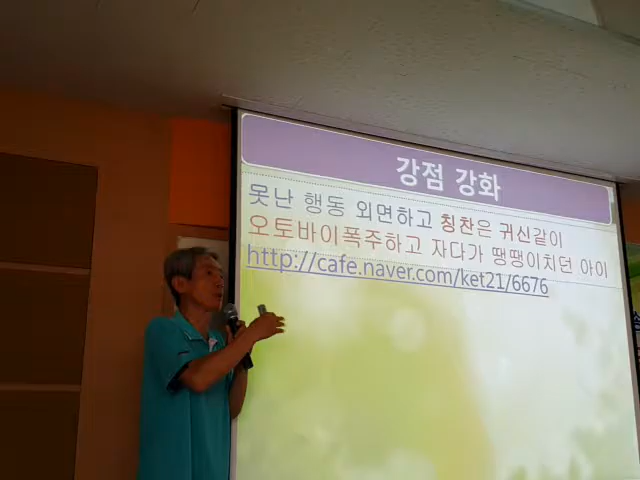 강점 강화
못난 행동 외면하고 칭찬은 귀신같이
오토바이폭주하고 자다가 땡땡이치던 아이
http://cafe.naver.com/ket21/6676